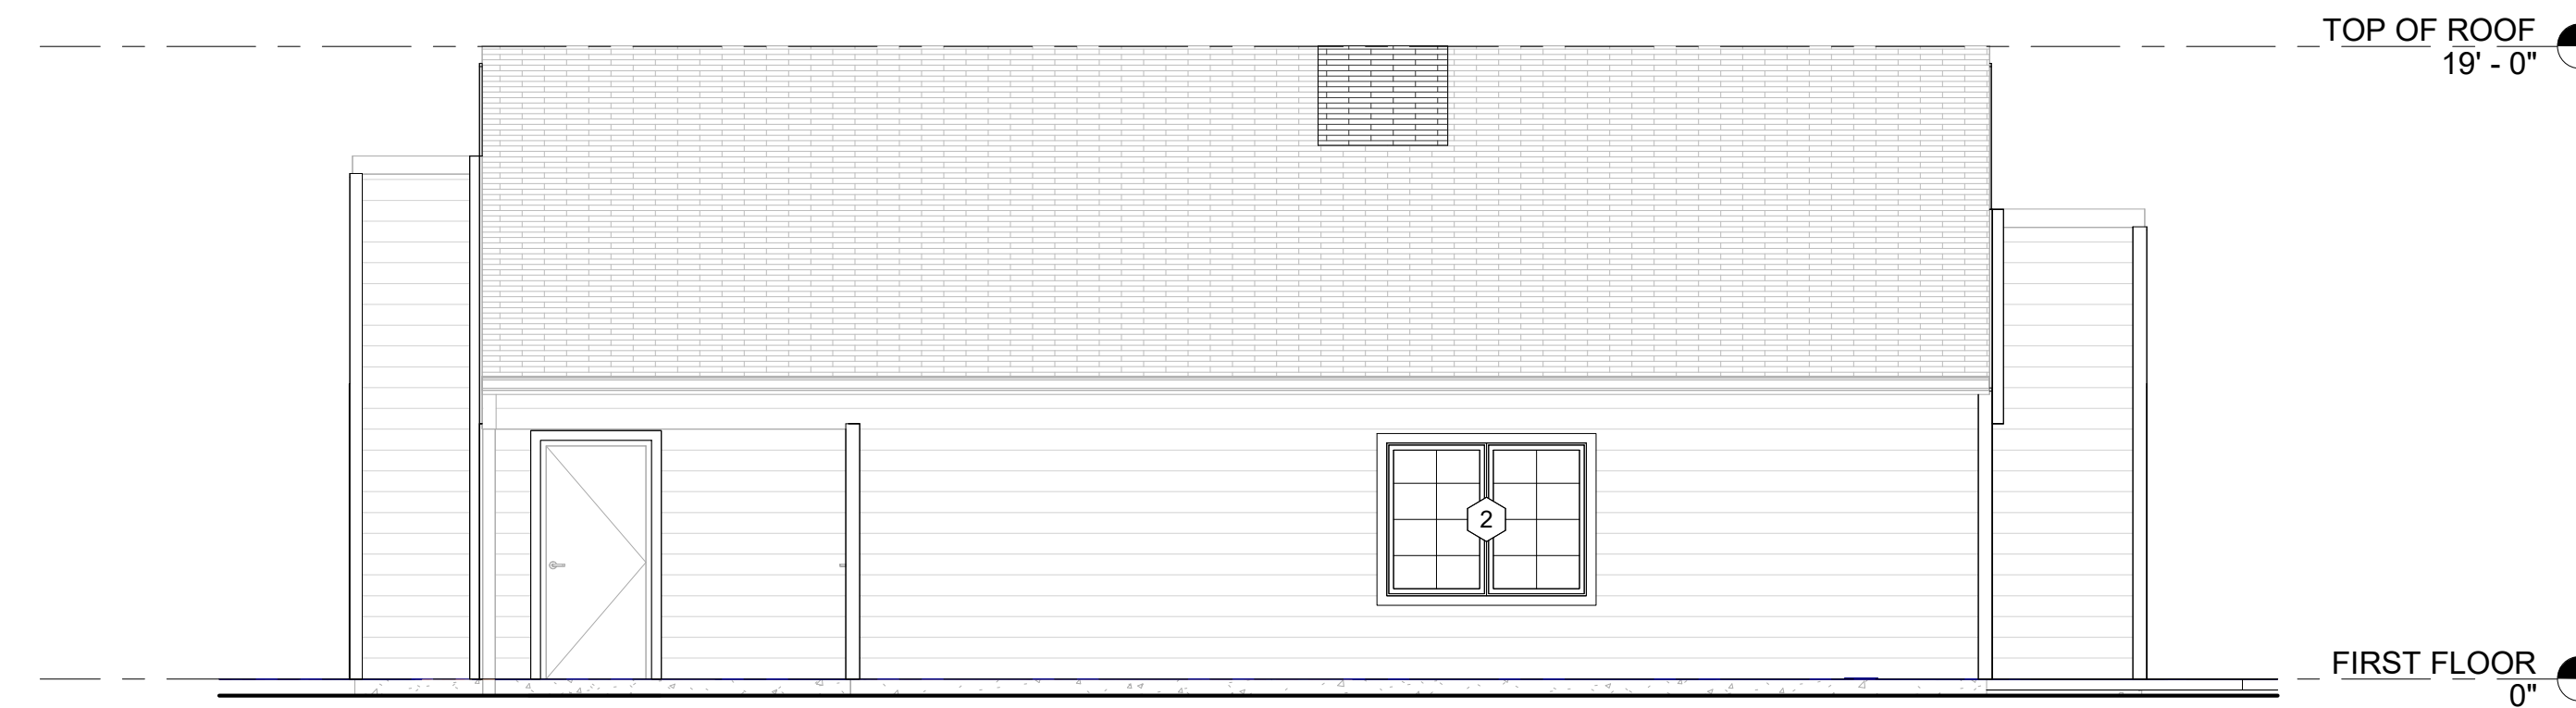 TOP OF ROOF
19' - 0"
2
FIRST FLOOR
0"